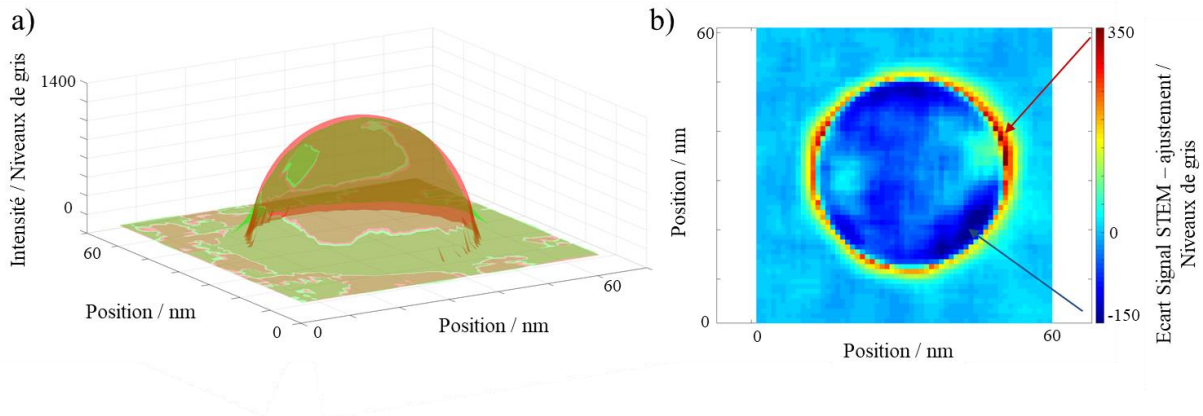 a)
Intensité / Niveaux de gris
1400
0
60
Position / nm
0
0
Position / nm
60
b)
60
Position / nm
0
0
60
Position / nm
350
0
-150
Ecart Signal STEM – ajustement /
Niveaux de gris